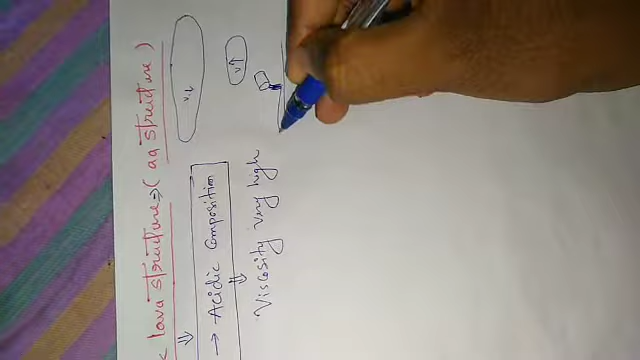 lava structure ⇒ (aa structure)
V↓
V↑
→ Acidic Composition
Viscosity very high